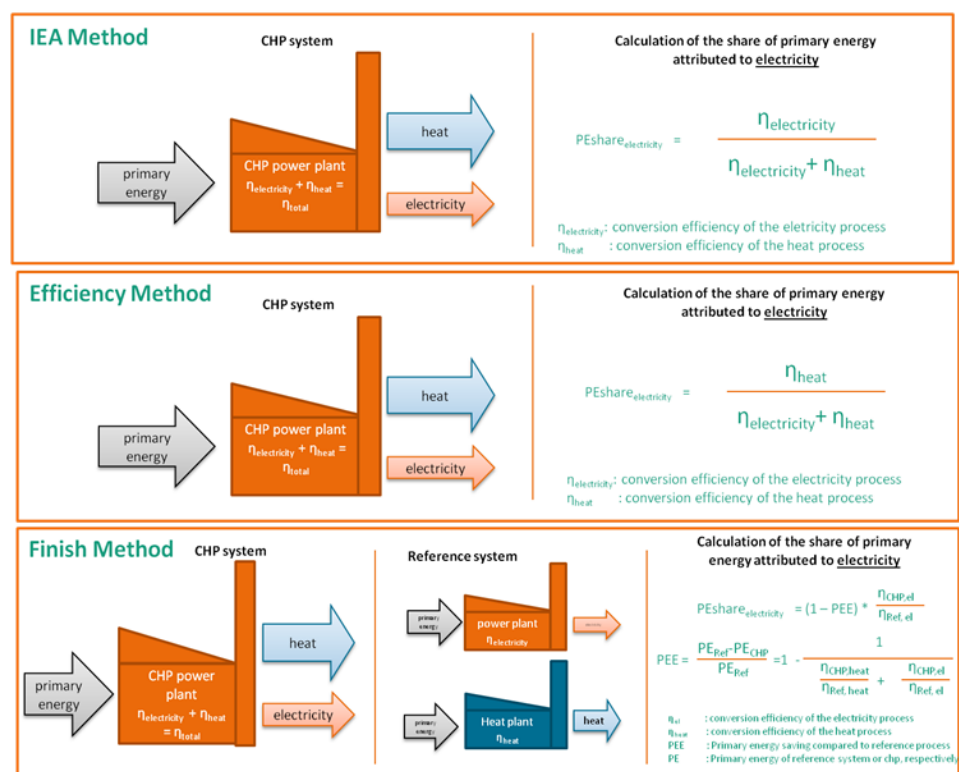 IEA Method
CHP system
primary
energy
CHP power plant
ηelectricity + ηheat =
ηtotal
heat
electricity
Calculation of the share of primary energy
attributed to electricity
PEshareelectricity = ηelectricity
ηelectricity + ηheat
ηelectricity: conversion efficiency of the eletricity process
ηheat : conversion efficiency of the heat process
Efficiency Method
CHP system
primary
energy
CHP power plant
ηelectricity + ηheat =
ηtotal
heat
electricity
Calculation of the share of primary energy
attributed to electricity
PEshareelectricity = ηheat
ηelectricity + ηheat
ηelectricity: conversion efficiency of the electricity process
ηheat : conversion efficiency of the heat process
Finish Method
CHP system
primary
energy
CHP power
plant
ηelectricity + ηheat
= ηtotal
heat
electricity
Reference system
primary
energy
power plant
ηelectricity
primary
energy
Heat plant
ηheat
heat
Calculation of the share of primary
energy attributed to electricity
PEshareelectricity = (1 – PEE) * ηCHP,el
ηRef, el
PEE = PERef-PECHP
PERef
=1 - 1
ηCHP,heat
ηRef, heat
+ ηCHP,el
ηRef, el
ηel : conversion efficiency of the electricity process
ηheat : conversion efficiency of the heat process
PEE : Primary energy saving compared to reference process
PE : Primary energy of reference system or chp, respectively